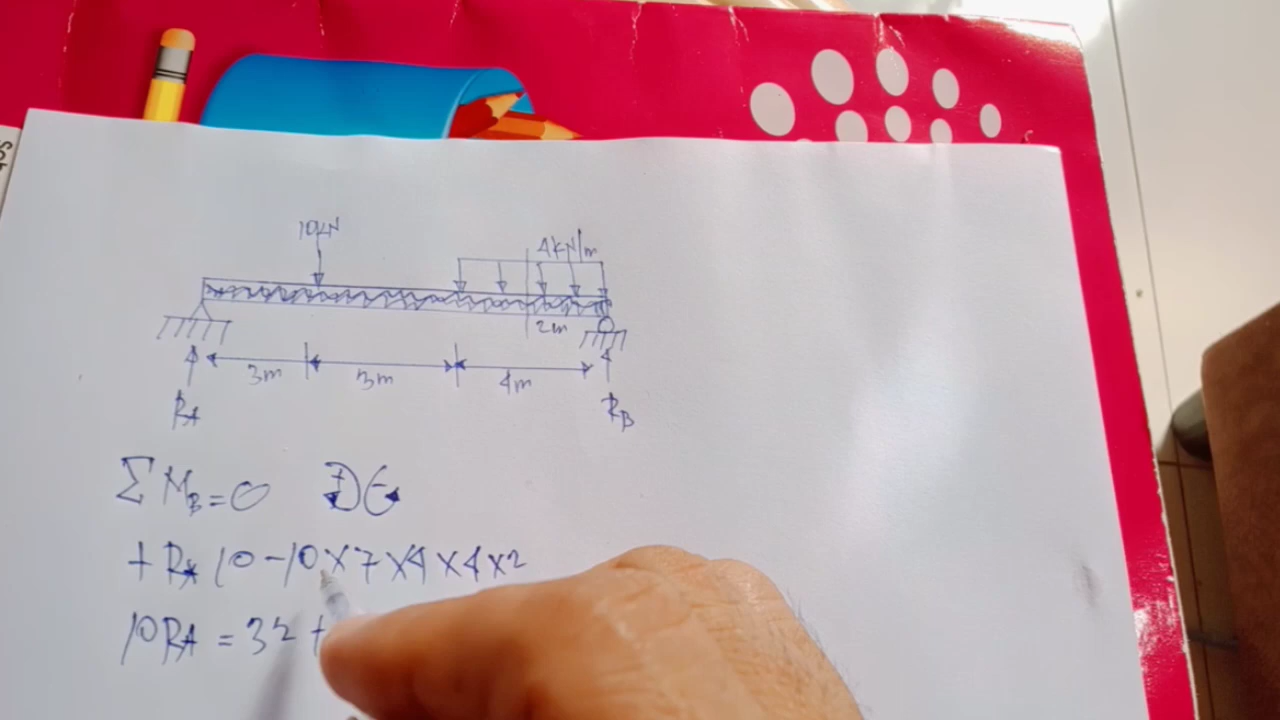 10kN
4kN/m
2m
3m 3m 4m
RA RB
ΣMB=0
+RA 10-10×7×4×4×2
10RA = 32 +